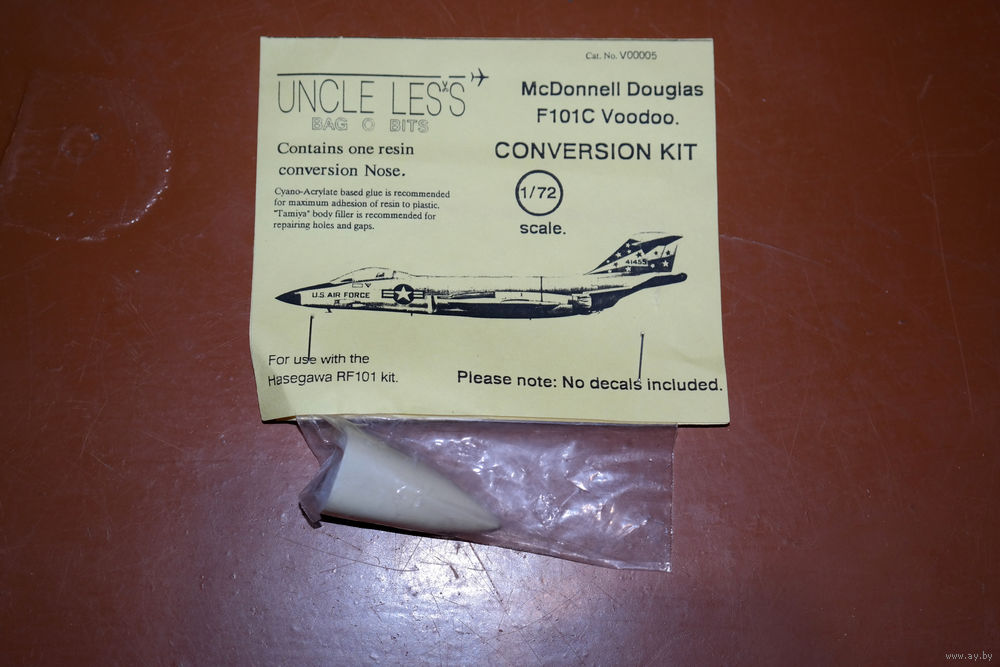 Cat. No. V00005
UNCLE LES'S
BAG O BITS
McDonnell Douglas
F101C Voodoo.
CONVERSION KIT
1/72
scale.
Contains one resin
conversion Nose.
Cyano-Acrylate based glue is recommended
for maximum adhesion of resin to plastic.
"Tamiya" body filler is recommended for
repairing holes and gaps.
41455
U.S. AIR FORCE
For use with the
Hasegawa RF101 kit.
Please note: No decals included.
www.ay.by